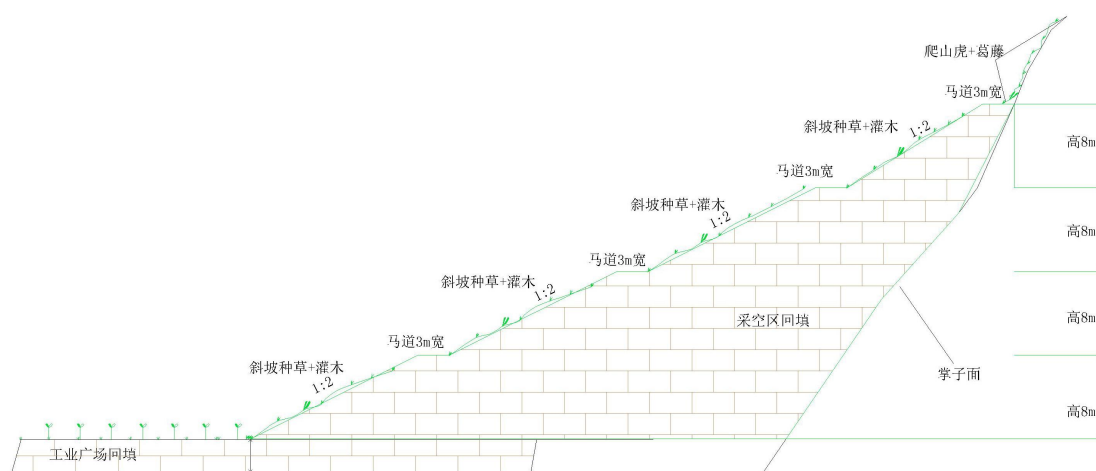 爬山虎+葛藤
马道3m宽
斜坡种草+灌木
1:2
高8m
马道3m宽
斜坡种草+灌木
1:2
高8m
马道3m宽
斜坡种草+灌木
1:2
采空区回填
高8m
马道3m宽
斜坡种草+灌木
1:2
掌子面
高8m
工业广场回填